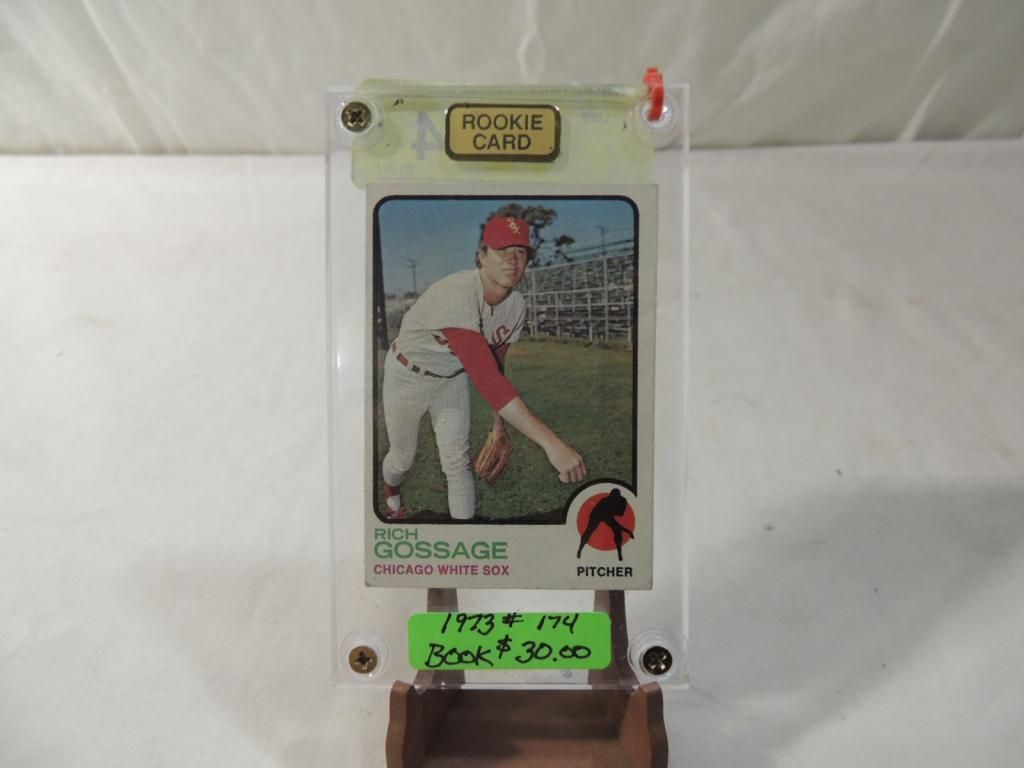 ROOKIE
CARD
RICH
GOSSAGE
CHICAGO WHITE SOX
PITCHER
1973 # 174
BOOK $ 30.00